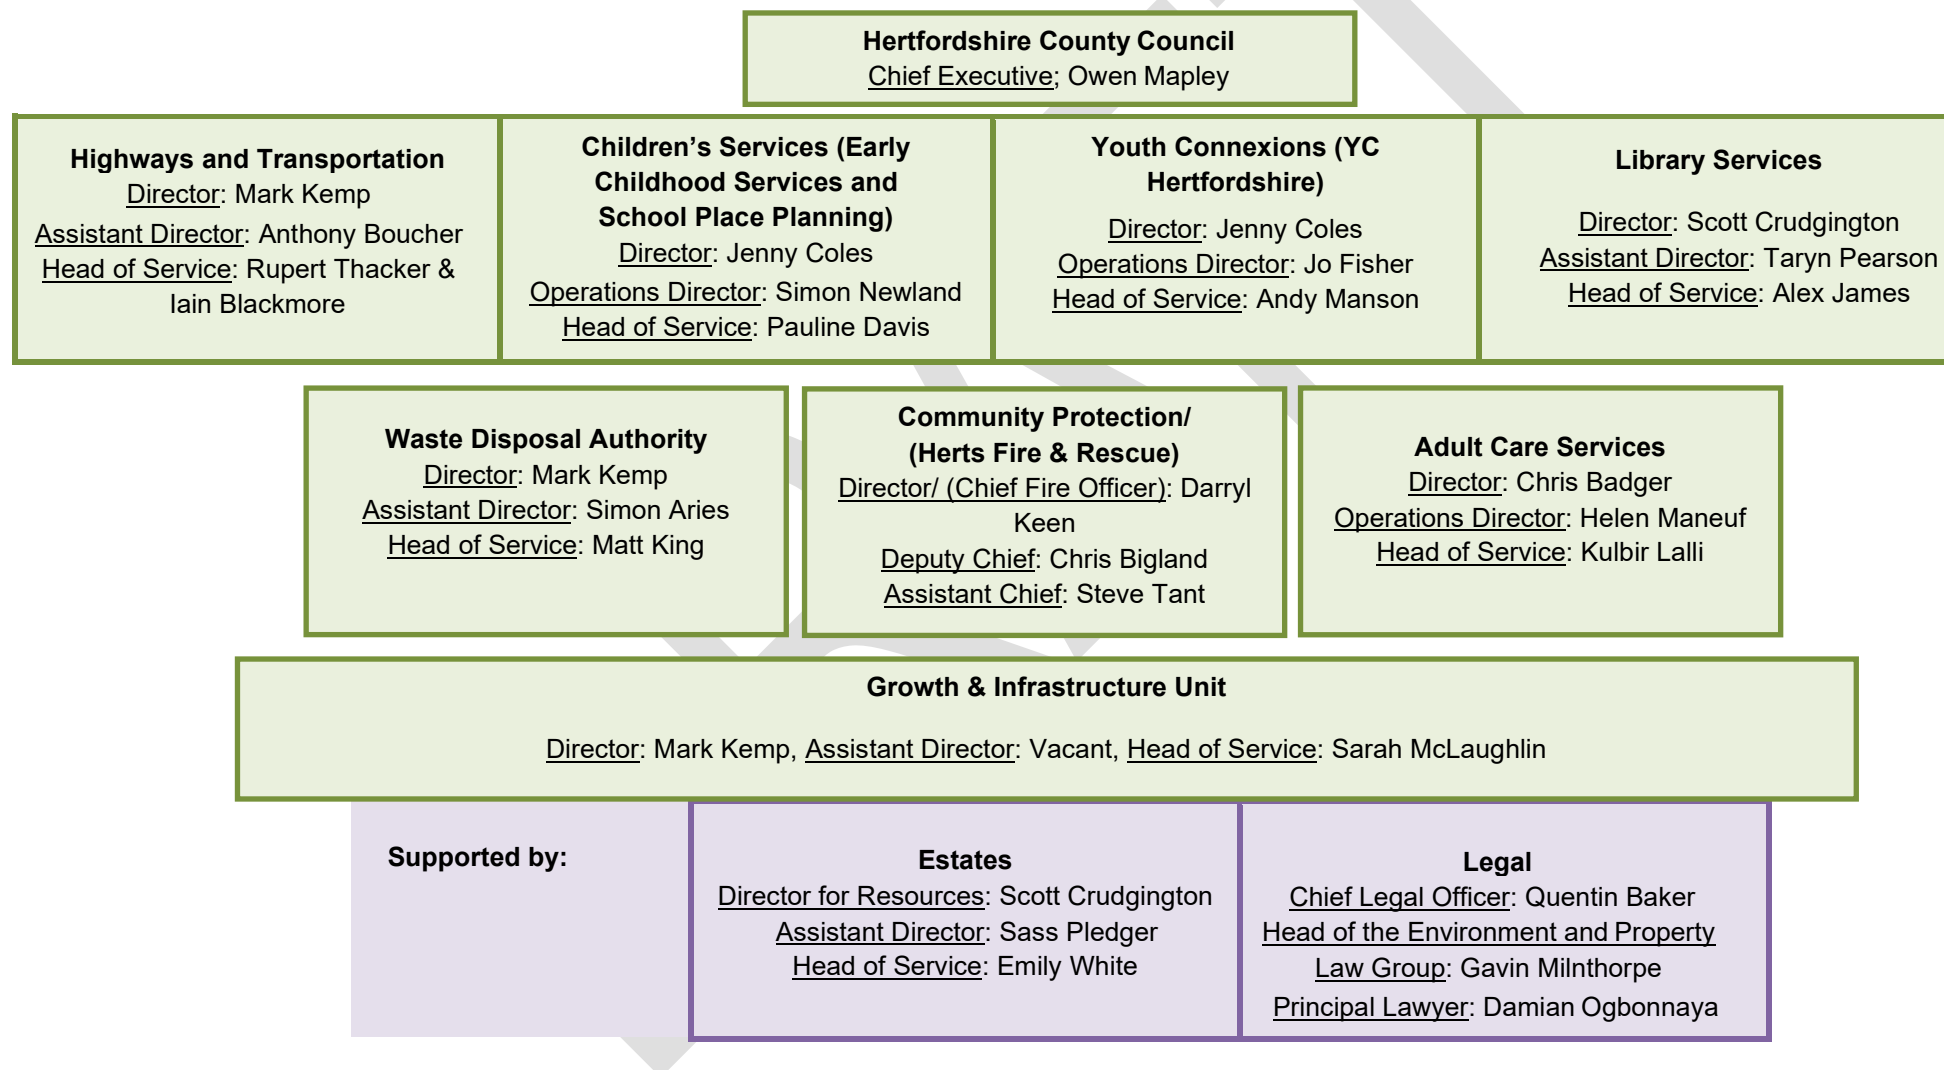 Hertfordshire County Council
Chief Executive; Owen Mapley
Highways and Transportation
Director: Mark Kemp
Assistant Director: Anthony Boucher
Head of Service: Rupert Thacker &
Iain Blackmore
Children's Services (Early
Childhood Services and
School Place Planning)
Director: Jenny Coles
Operations Director: Simon Newland
Head of Service: Pauline Davis
Youth Connexions (YC
Hertfordshire)
Director: Jenny Coles
Operations Director: Jo Fisher
Head of Service: Andy Manson
Library Services
Director: Scott Crudgington
Assistant Director: Taryn Pearson
Head of Service: Alex James
Waste Disposal Authority
Director: Mark Kemp
Assistant Director: Simon Aries
Head of Service: Matt King
Community Protection/
(Herts Fire & Rescue)
Director/ (Chief Fire Officer): Darryl
Keen
Deputy Chief: Chris Bigland
Assistant Chief: Steve Tant
Adult Care Services
Director: Chris Badger
Operations Director: Helen Maneuf
Head of Service: Kulbir Lalli
Growth & Infrastructure Unit
Director: Mark Kemp, Assistant Director: Vacant, Head of Service: Sarah McLaughlin
Supported by:
Estates
Director for Resources: Scott Crudgington
Assistant Director: Sass Pledger
Head of Service: Emily White
Legal
Chief Legal Officer: Quentin Baker
Head of the Environment and Property
Law Group: Gavin Milnthorpe
Principal Lawyer: Damian Ogbonnaya